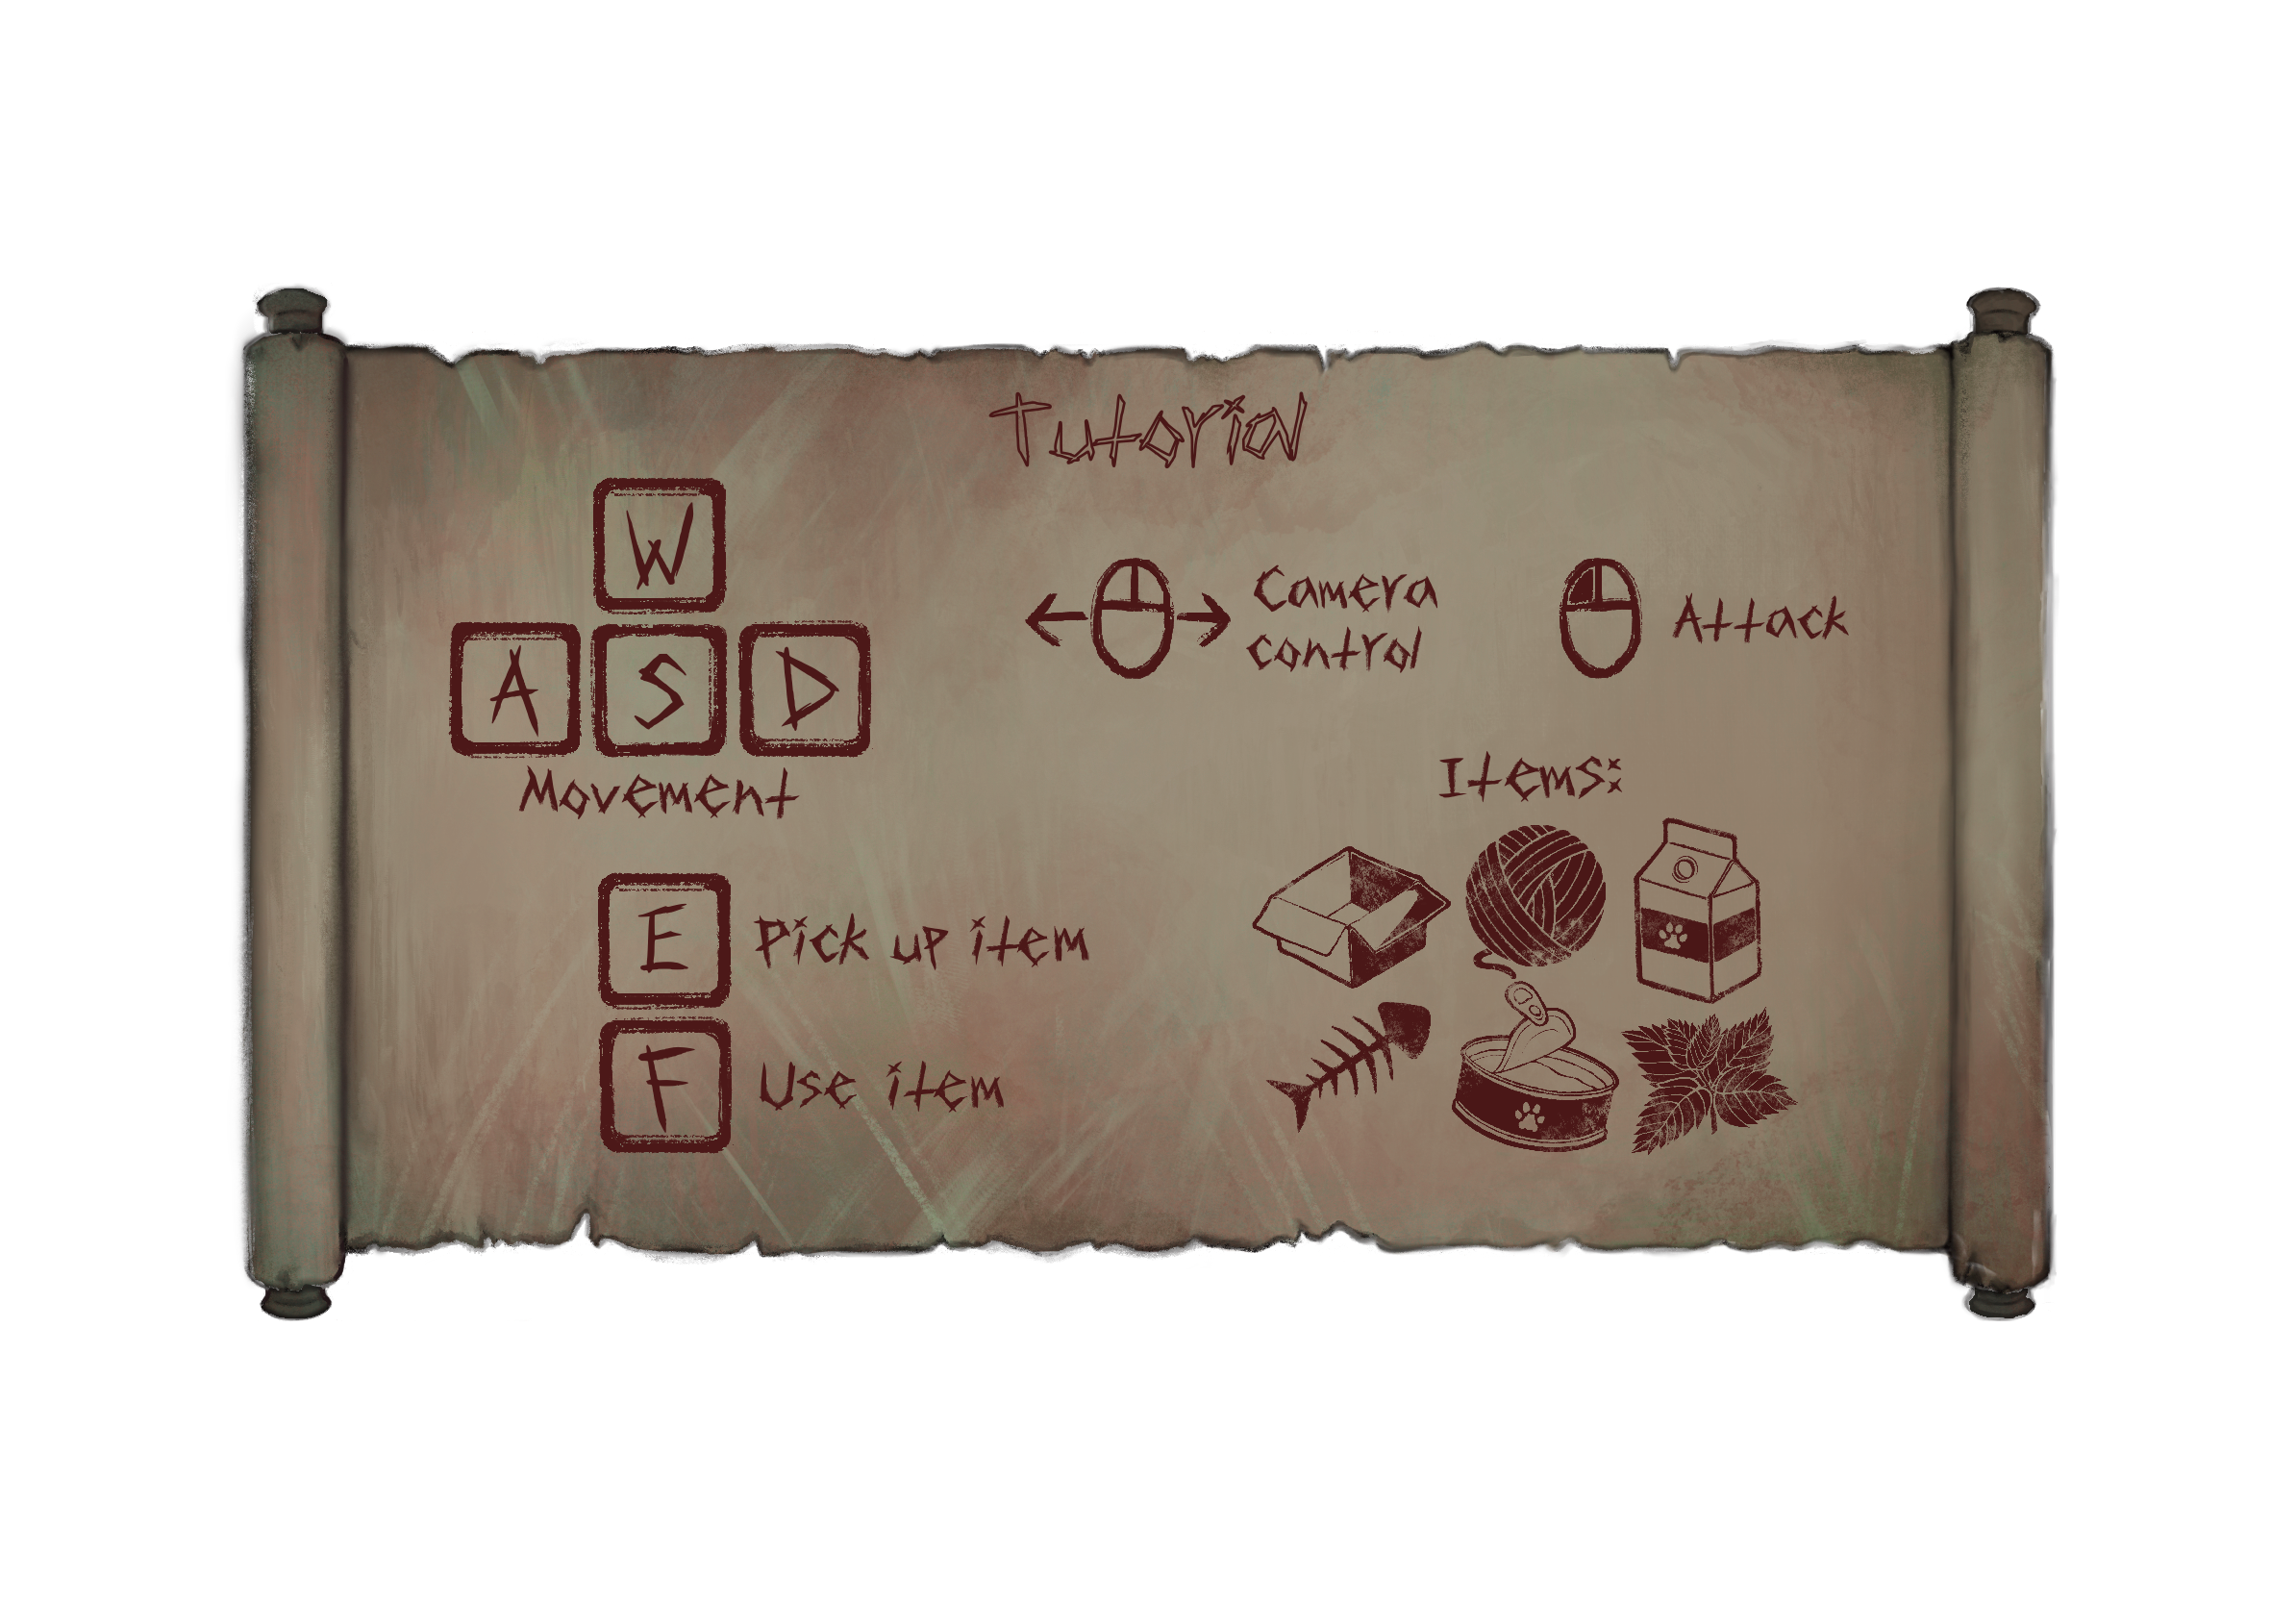 Tutorial
W
A S D
Movement
Camera
control
Attack
E Pick up item
F Use item
Items: